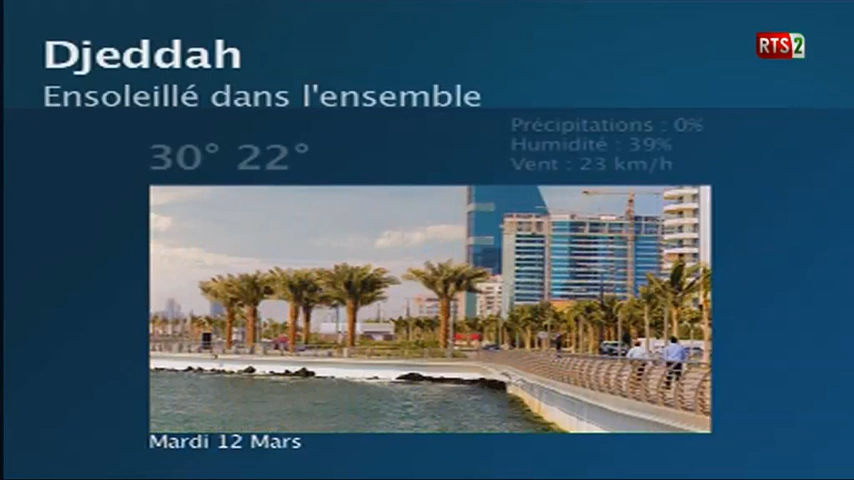 Djeddah
RTS2
Ensoleillé dans l'ensemble
30° 22°
Précipitations : 0%
Humidité : 39%
Vent : 23 km/h
Mardi 12 Mars